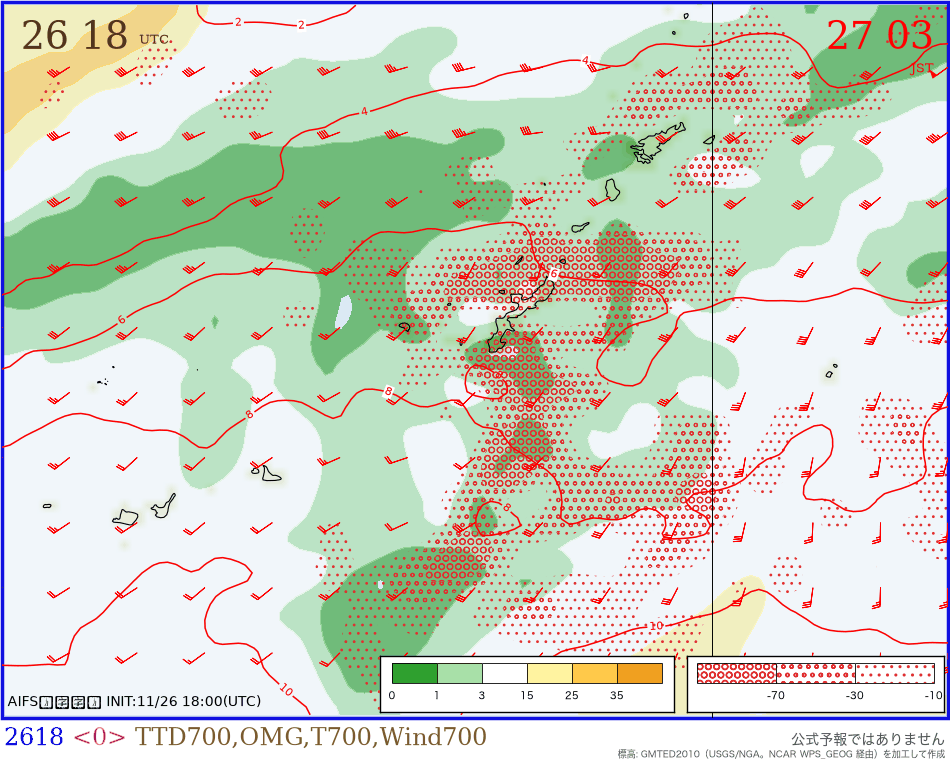 26 18 UTC
27 03
JST
2
2
4
4
6
6
8
8
8
10
10
0 1 3 15 25 35
-70 -30 -10
AIFS INIT:11/26 18:00(UTC)
2618 <0> TTD700,OMG,T700,Wind700
公式予報ではありません
標高: GMTED2010（USGS/NGA。NCAR WPS_GEOG 経由）を加工して作成